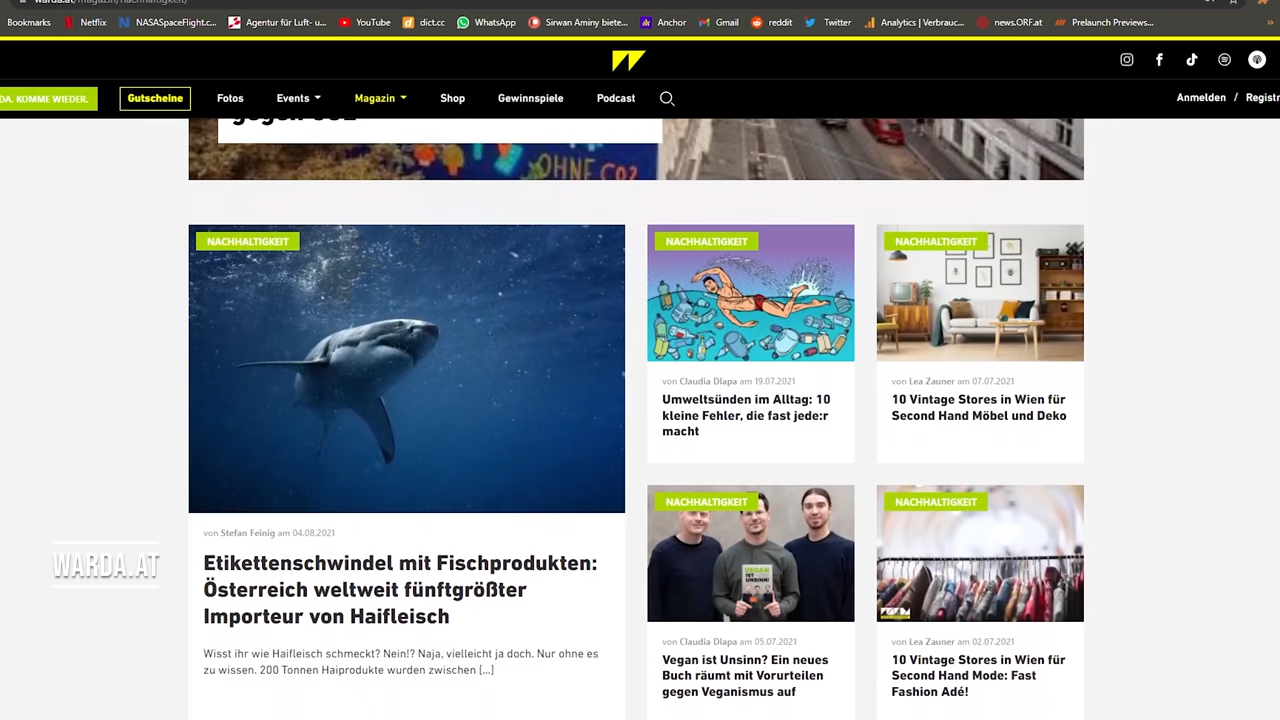 warda.at/magazin/nachhaltigkeit/
Bookmarks Netflix NASASpaceFlight.c... Agentur für Luft- u... YouTube dict.cc WhatsApp Sirwan Aminy biete... Anchor Gmail reddit Twitter Analytics | Verbrauc... news.ORF.at Prelaunch Previews... »
DA. KOMME WIEDER. Gutscheine Fotos Events Magazin Shop Gewinnspiele Podcast Anmelden / Registr
gegen CO2
OHNE CO2
NACHHALTIGKEIT
von Stefan Feinig am 04.08.2021
Etikettenschwindel mit Fischprodukten:
Österreich weltweit fünftgrößter
Importeur von Haifleisch
Wisst ihr wie Haifleisch schmeckt? Nein!? Naja, vielleicht ja doch. Nur ohne es
zu wissen. 200 Tonnen Haiprodukte wurden zwischen [...]
NACHHALTIGKEIT
von Claudia Dlapa am 19.07.2021
Umweltsünden im Alltag: 10
kleine Fehler, die fast jede:r
macht
NACHHALTIGKEIT
von Lea Zauner am 07.07.2021
10 Vintage Stores in Wien für
Second Hand Möbel und Deko
NACHHALTIGKEIT
VEGAN
IST
UNSINN!
von Claudia Dlapa am 05.07.2021
Vegan ist Unsinn? Ein neues
Buch räumt mit Vorurteilen
gegen Veganismus auf
NACHHALTIGKEIT
WARDA
von Lea Zauner am 02.07.2021
10 Vintage Stores in Wien für
Second Hand Mode: Fast
Fashion Adé!
WARDA.AT